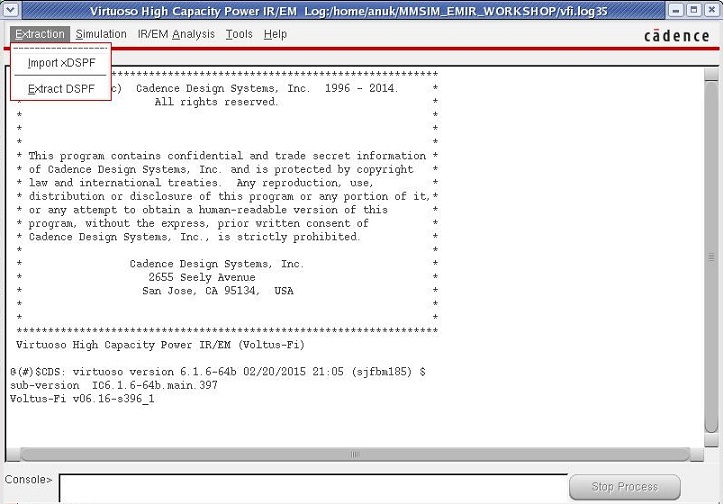 Virtuoso High Capacity Power IR/EM Log:/home/anuk/MMSIM_EMIR_WORKSHOP/vfi.log35
Extraction Simulation IR/EM Analysis Tools Help
cādence
Import xDSPF
Extract DSPF
**************************************************
c) Cadence Design Systems, Inc. 1996 - 2014. *
* All rights reserved. *
* *
* *
* *
* This program contains confidential and trade secret information *
* of Cadence Design Systems, Inc. and is protected by copyright *
* law and international treaties. Any reproduction, use, *
* distribution or disclosure of this program or any portion of it,*
* or any attempt to obtain a human-readable version of this *
* program, without the express, prior written consent of *
* Cadence Design Systems, Inc., is strictly prohibited. *
* *
* Cadence Design Systems, Inc. *
* 2655 Seely Avenue *
* San Jose, CA 95134, USA *
* *
* *
*******************************************************************
Virtuoso High Capacity Power IR/EM (Voltus-Fi)
@(#)$CDS: virtuoso version 6.1.6-64b 02/20/2015 21:05 (sjfbm185) $
sub-version IC6.1.6-64b.main.397
Voltus-Fi v06.16-s396_1
Console>
Stop Process